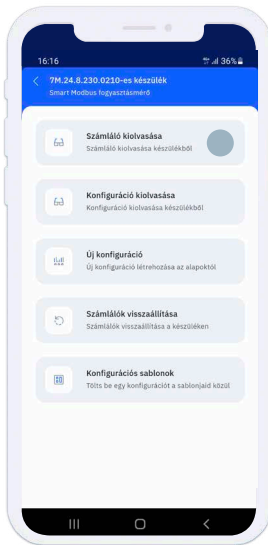 16:16
36%
7M.24.8.230.0210-es készülék
Smart Modbus fogyasztásmérő
Számláló kiolvasása
Számláló kiolvasása készülékből
Konfiguráció kiolvasása
Konfiguráció kiolvasása készülékből
Új konfiguráció
Új konfiguráció létrehozása az alapoktól
Számlálók visszaállítása
Számlálók visszaállítása a készüléken
Konfigurációs sablonok
Tölts be egy konfigurációt a sablonjaid közül